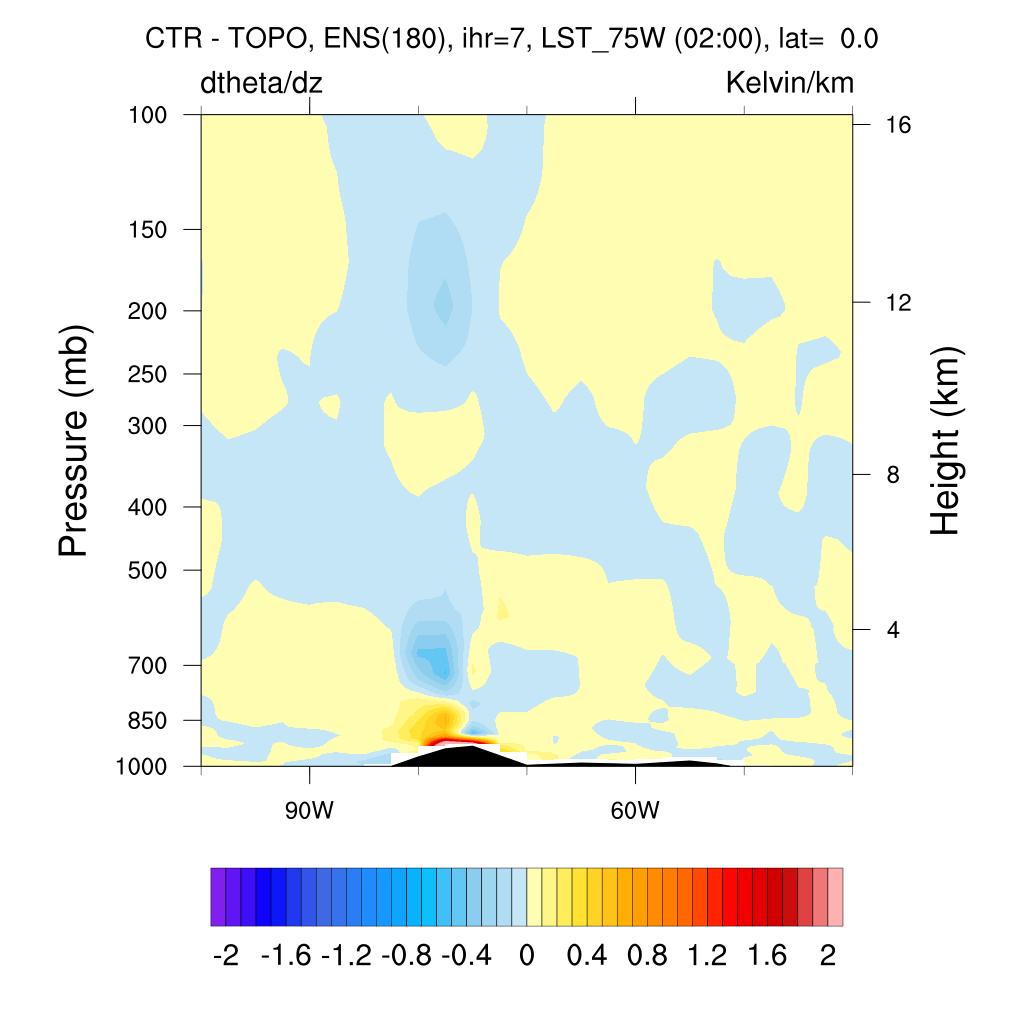 CTR - TOPO, ENS(180), ihr=7, LST_75W (02:00), lat=  0.0
dtheta/dz
Kelvin/km
100
150
200
250
300
400
500
700
850
1000
Pressure (mb)
16
12
8
4
Height (km)
90W
60W
-2 -1.6 -1.2 -0.8 -0.4 0 0.4 0.8 1.2 1.6 2